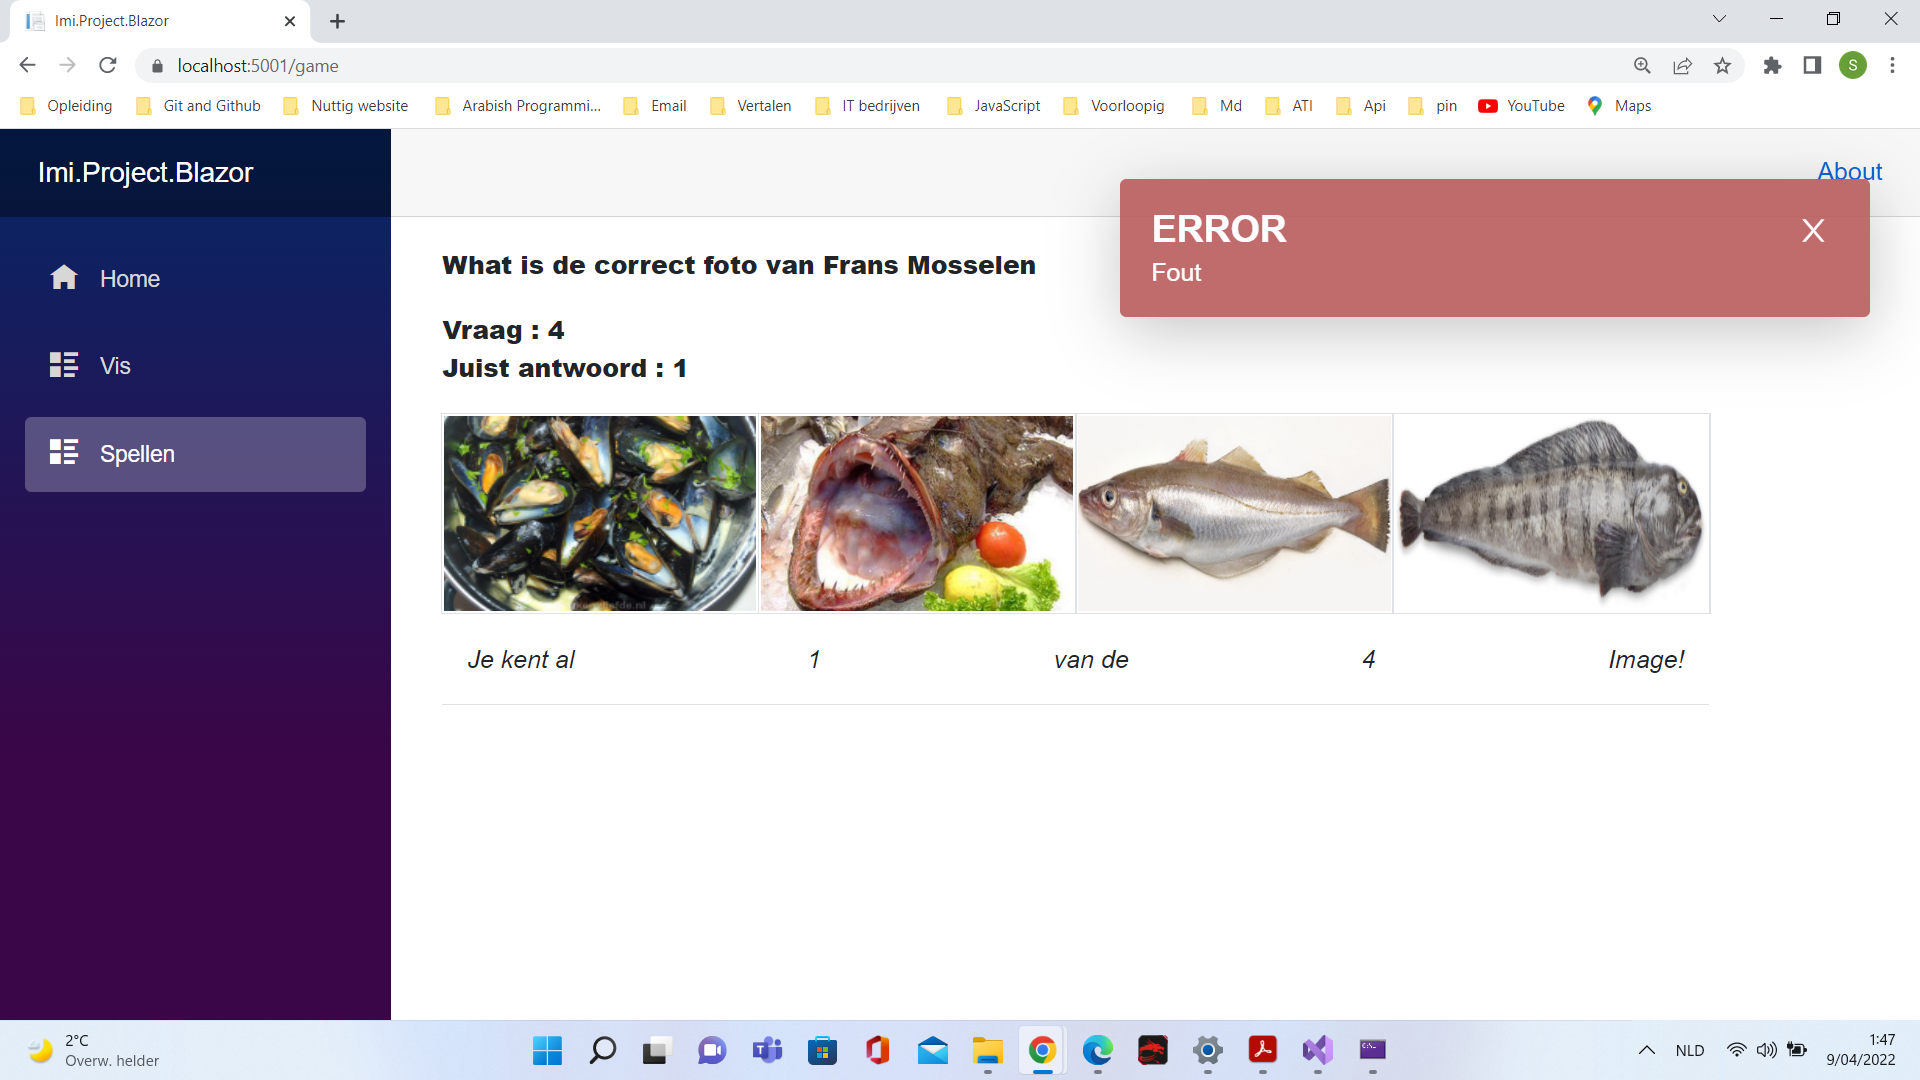 Imi.Project.Blazor
localhost:5001/game
S
Opleiding
Git and Github
Nuttig website
Arabish Programmi...
Email
Vertalen
IT bedrijven
JavaScript
Voorloopig
Md
ATI
Api
pin
YouTube
Maps
Imi.Project.Blazor
About
ERROR
X
Fout
Home
Vis
Spellen
What is de correct foto van Frans Mosselen
Vraag : 4
Juist antwoord : 1
Je kent al 1 van de 4 Image!
2°C
Overw. helder
NLD
1:47
9/04/2022